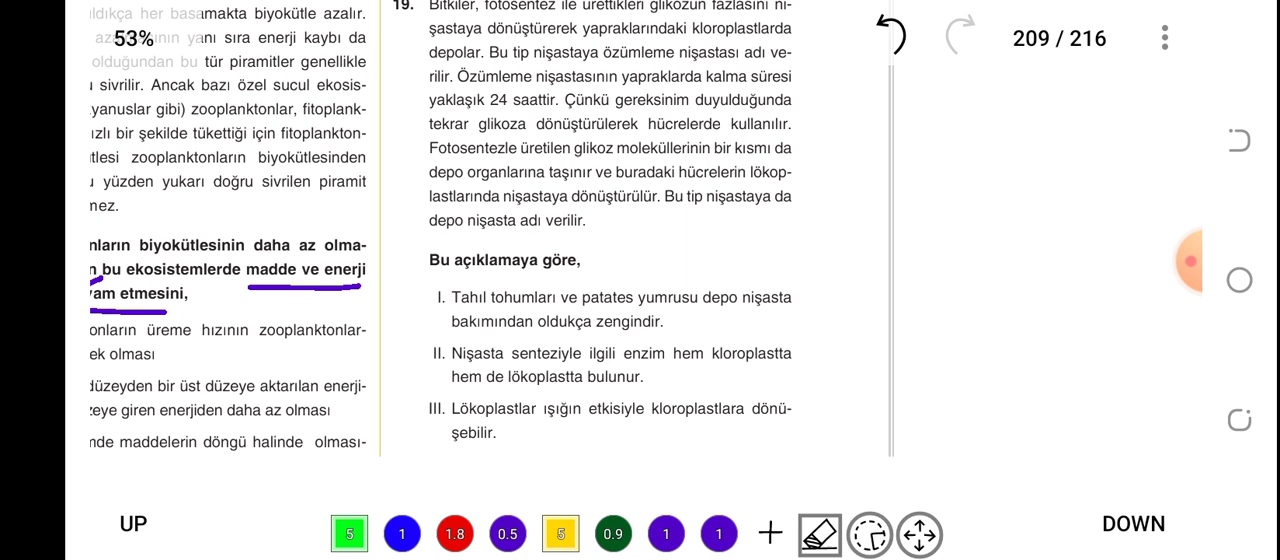 ıldıkça her basamakta biyokütle azalır.
53%
yanı sıra enerji kaybı da
olduğundan bu tür piramitler genellikle
sivrilir. Ancak bazı özel sucul ekosis-
yanuslar gibi) zooplanktonlar, fitoplank-
ızlı bir şekilde tükettiği için fitoplankton-
zooplanktonların biyokütlesinden
yüzden yukarı doğru sivrilen piramit
mez.
nların biyokütlesinin daha az olma-
n bu ekosistemlerde madde ve enerji
vam etmesini,
onların üreme hızının zooplanktonlar-
ek olması
düzeyden bir üst düzeye aktarılan enerji-
zeye giren enerjiden daha az olması
nde maddelerin döngü halinde olması-
19. Bitkiler, fotosentez ile ürettikleri glikozun fazlasını ni-
şastaya dönüştürerek yapraklarındaki kloroplastlarda
depolar. Bu tip nişastaya özümleme nişastası adı ve-
rilir. Özümleme nişastasının yapraklarda kalma süresi
yaklaşık 24 saattir. Çünkü gereksinim duyulduğunda
tekrar glikoza dönüştürülerek hücrelerde kullanılır.
Fotosentezle üretilen glikoz moleküllerinin bir kısmı da
depo organlarına taşınır ve buradaki hücrelerin lökop-
lastlarında nişastaya dönüştürülür. Bu tip nişastaya da
depo nişasta adı verilir.
Bu açıklamaya göre,
I. Tahıl tohumları ve patates yumrusu depo nişasta
bakımından oldukça zengindir.
II. Nişasta senteziyle ilgili enzim hem kloroplastta
hem de lökoplastta bulunur.
III. Lökoplastlar ışığın etkisiyle kloroplastlara dönü-
şebilir.
209 / 216
UP
5
1
1.8
0.5
5
0.9
1
1
DOWN